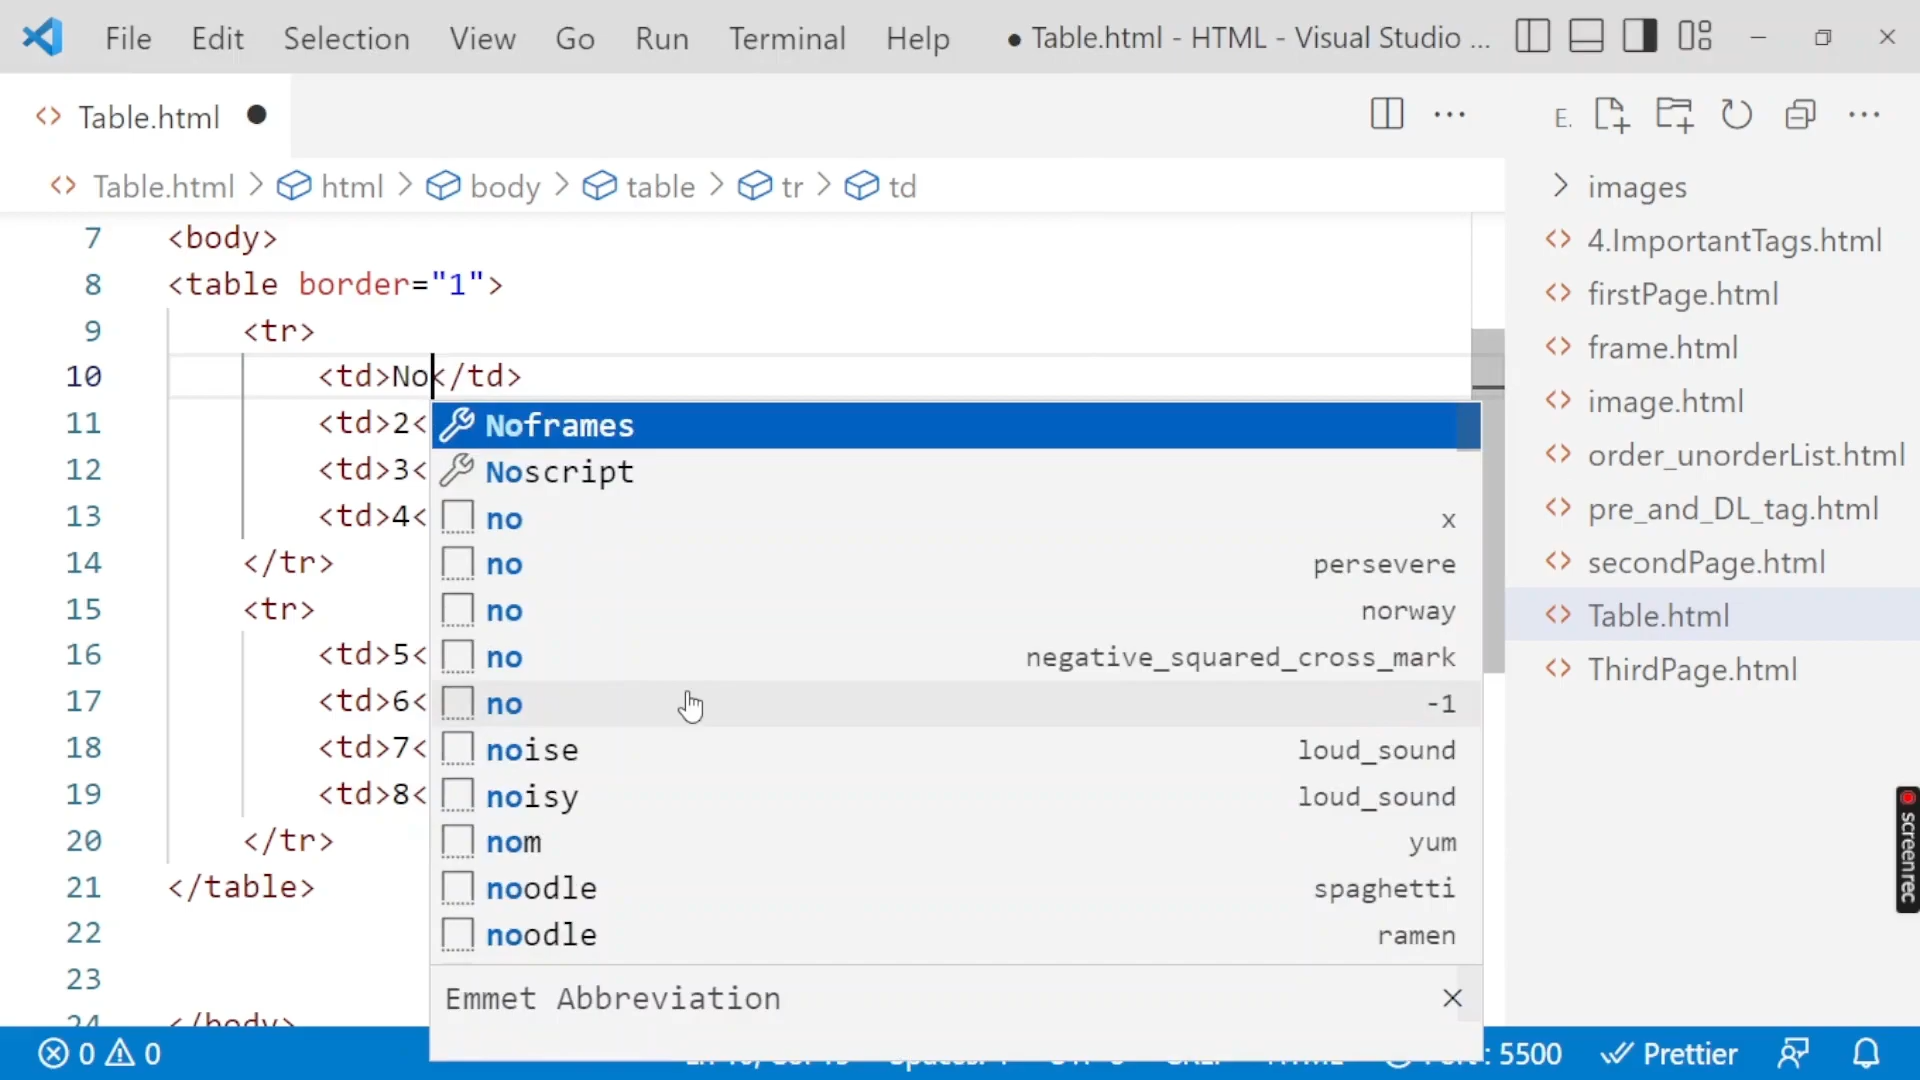 File Edit Selection View Go Run Terminal Help ● Table.html - HTML - Visual Studio ...
Table.html ●
E.
Table.html > html > body > table > tr > td
7 <body>
8 <table border="1">
9 <tr>
10 <td>No</td>
11 <td>2<
12 <td>3<
13 <td>4<
14 </tr>
15 <tr>
16 <td>5<
17 <td>6<
18 <td>7<
19 <td>8<
20 </tr>
21 </table>
22
23
24 </body>
Noframes
Noscript
no x
no persevere
no norway
no negative_squared_cross_mark
no -1
noise loud_sound
noisy loud_sound
nom yum
noodle spaghetti
noodle ramen
Emmet Abbreviation
images
4.ImportantTags.html
firstPage.html
frame.html
image.html
order_unorderList.html
pre_and_DL_tag.html
secondPage.html
Table.html
ThirdPage.html
screenrec
0 0 : 5500 Prettier